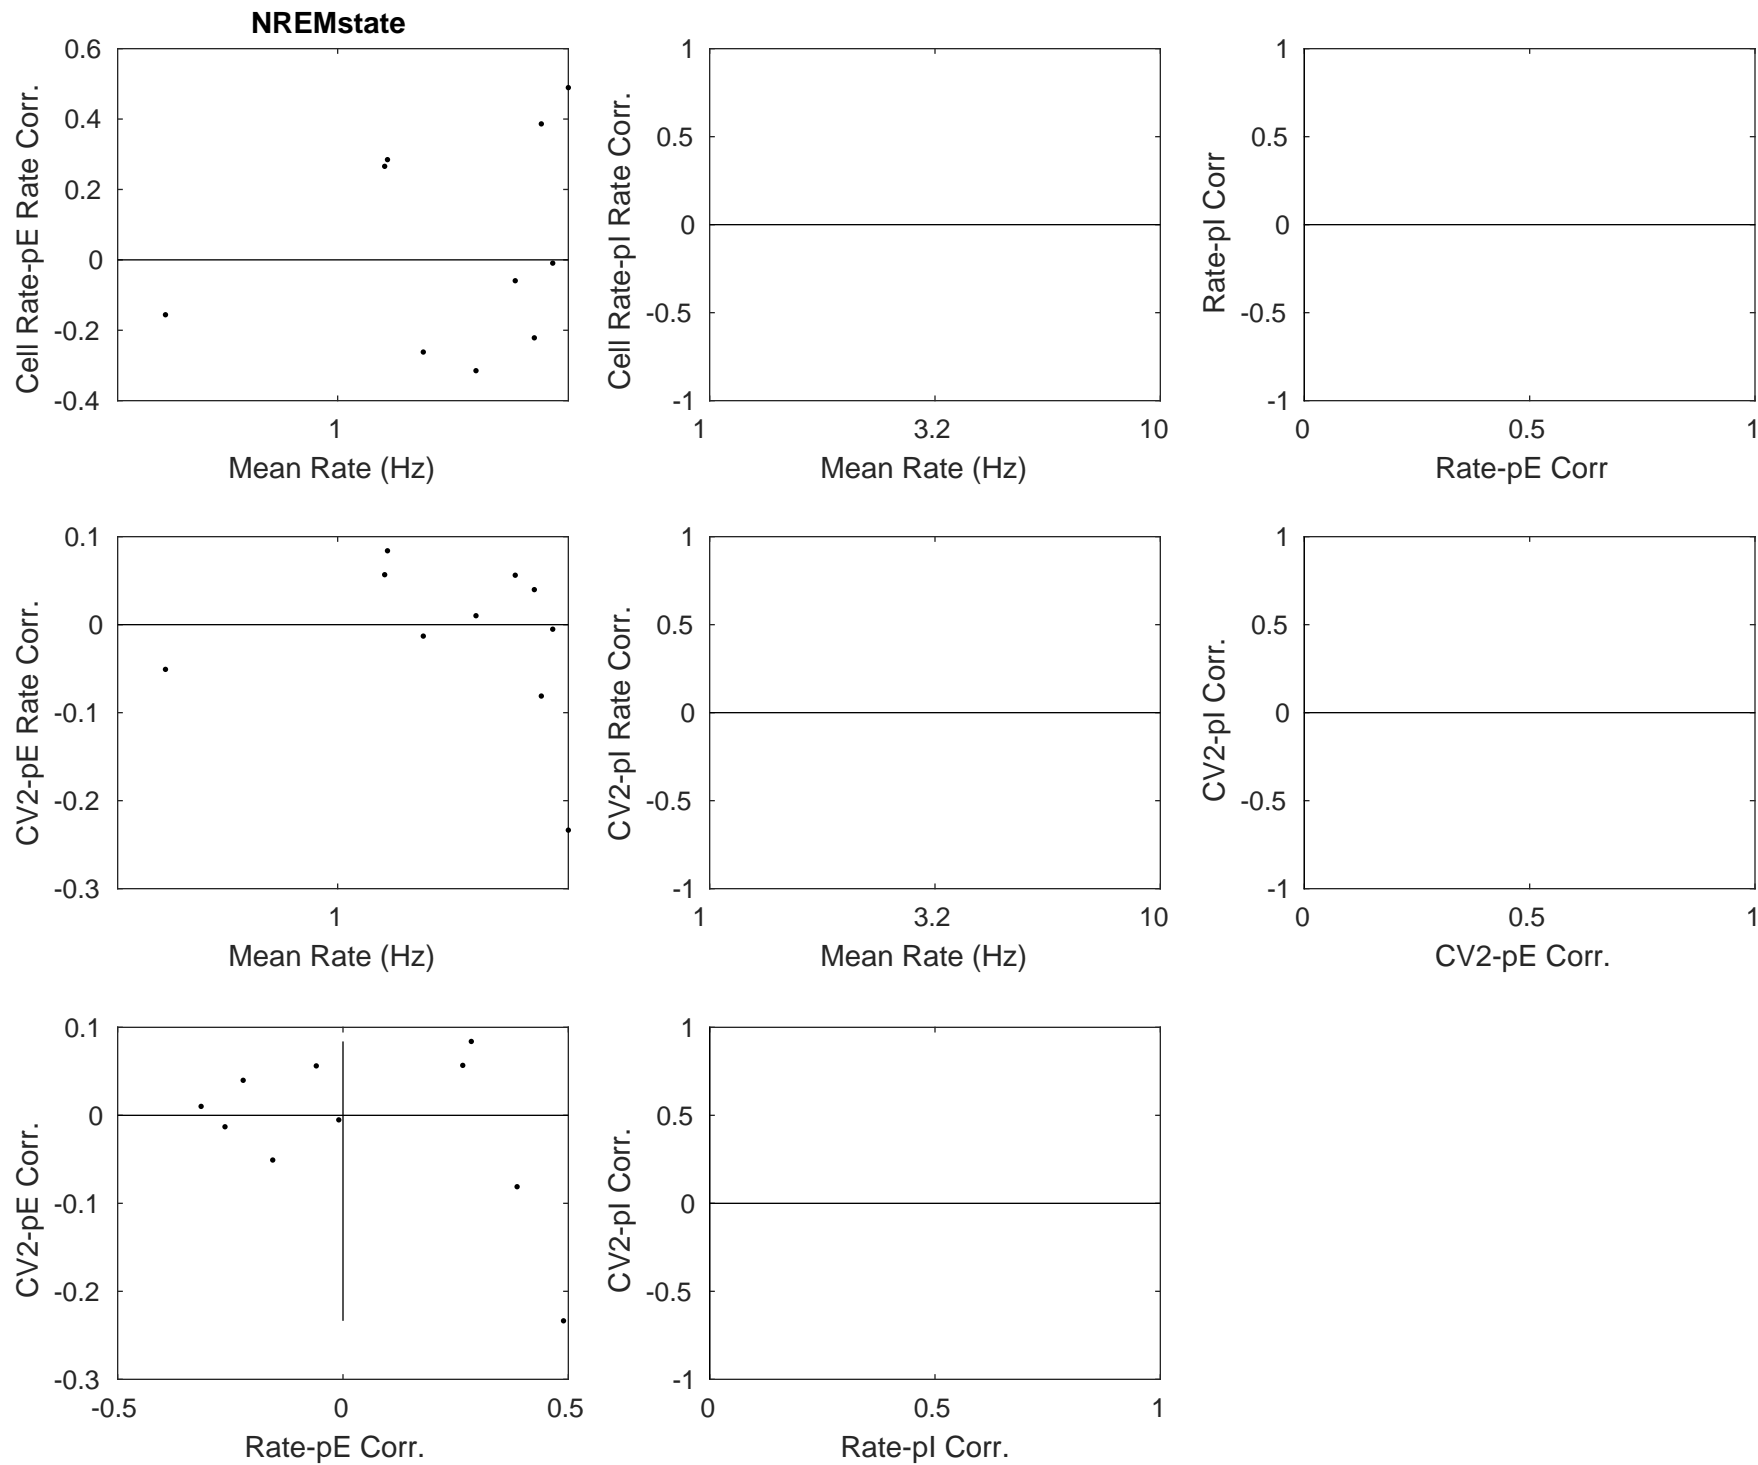 NREMstate
Cell Rate-pE Rate Corr.
0.6
0.4
0.2
0
-0.2
-0.4
1
Mean Rate (Hz)
Cell Rate-pI Rate Corr.
1
0.5
0
-0.5
-1
1 3.2 10
Mean Rate (Hz)
Rate-pI Corr
1
0.5
0
-0.5
-1
0 0.5 1
Rate-pE Corr
CV2-pE Rate Corr.
0.1
0
-0.1
-0.2
-0.3
1
Mean Rate (Hz)
CV2-pI Rate Corr.
1
0.5
0
-0.5
-1
1 3.2 10
Mean Rate (Hz)
CV2-pI Corr.
1
0.5
0
-0.5
-1
0 0.5 1
CV2-pE Corr.
CV2-pE Corr.
0.1
0
-0.1
-0.2
-0.3
-0.5 0 0.5
Rate-pE Corr.
CV2-pI Corr.
1
0.5
0
-0.5
-1
0 0.5 1
Rate-pI Corr.